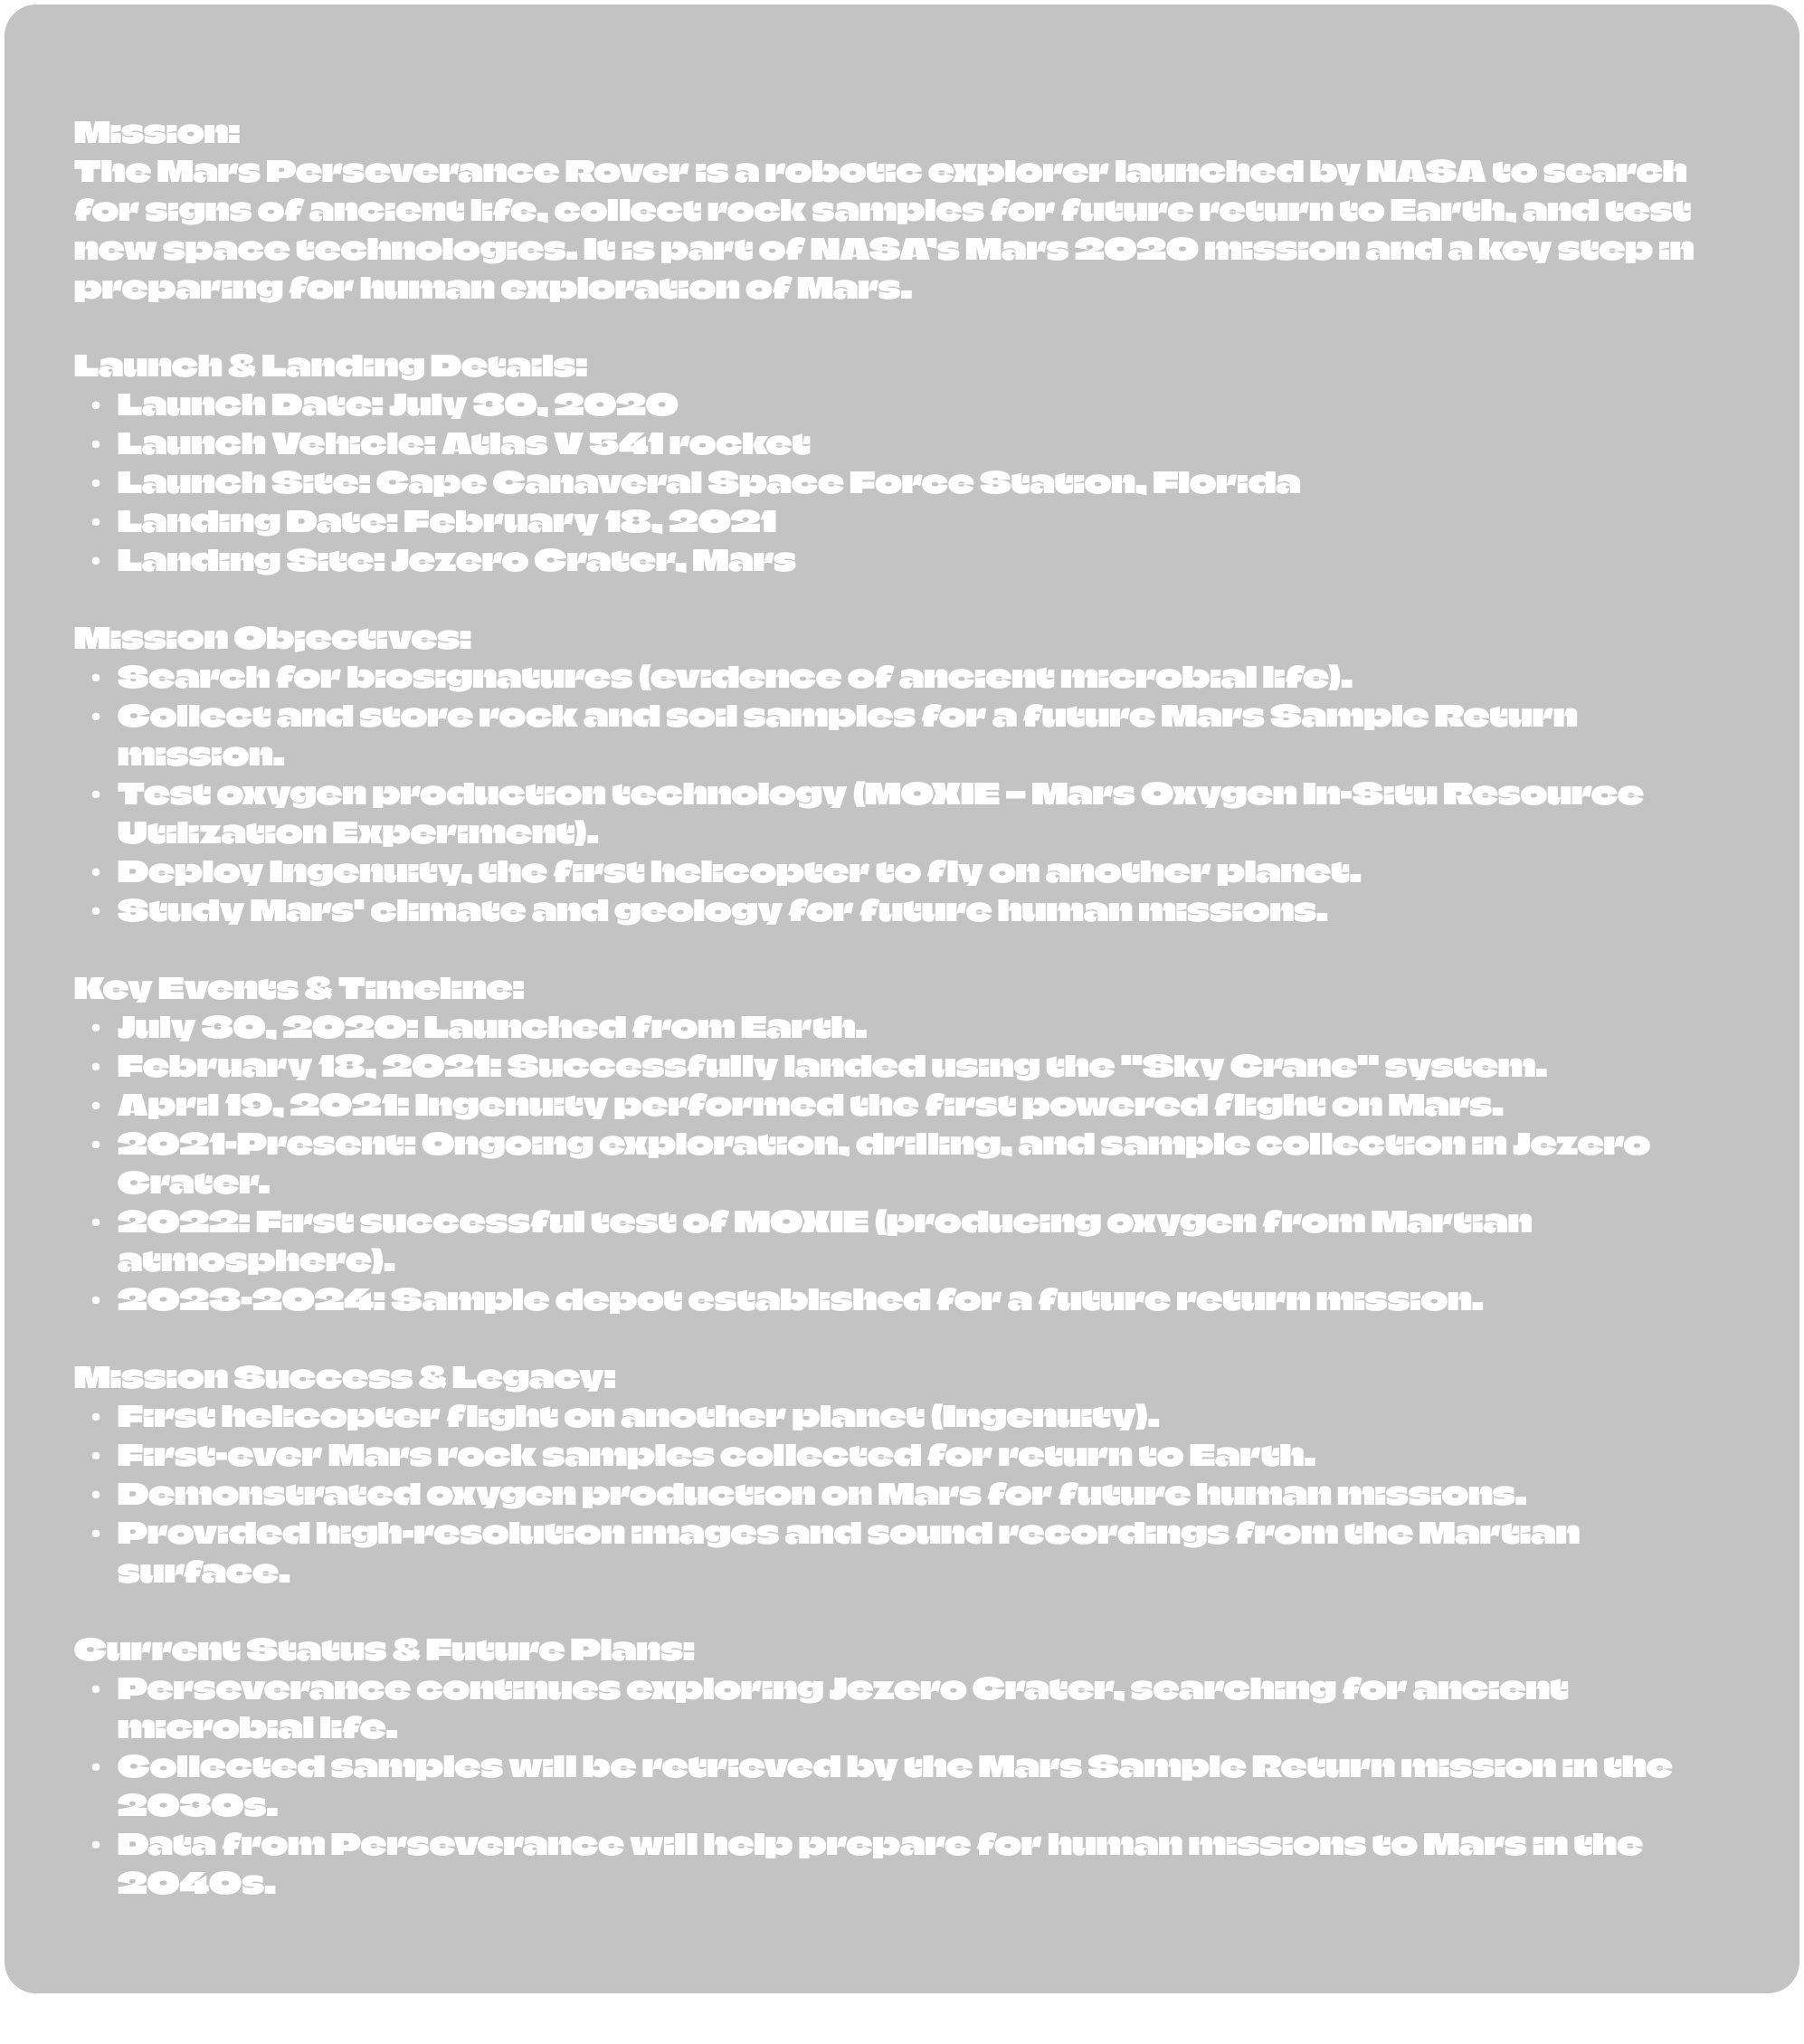 Mission:
The Mars Perseverance Rover is a robotic explorer launched by NASA to search
for signs of ancient life, collect rock samples for future return to Earth, and test
new space technologies. It is part of NASA's Mars 2020 mission and a key step in
preparing for human exploration of Mars.
Launch & Landing Details:
• Launch Date: July 30, 2020
• Launch Vehicle: Atlas V 541 rocket
• Launch Site: Cape Canaveral Space Force Station, Florida
• Landing Date: February 18, 2021
• Landing Site: Jezero Crater, Mars
Mission Objectives:
• Search for biosignatures (evidence of ancient microbial life).
• Collect and store rock and soil samples for a future Mars Sample Return
mission.
• Test oxygen production technology (MOXIE – Mars Oxygen In-Situ Resource
Utilization Experiment).
• Deploy Ingenuity, the first helicopter to fly on another planet.
• Study Mars' climate and geology for future human missions.
Key Events & Timeline:
• July 30, 2020: Launched from Earth.
• February 18, 2021: Successfully landed using the "Sky Crane" system.
• April 19, 2021: Ingenuity performed the first powered flight on Mars.
• 2021-Present: Ongoing exploration, drilling, and sample collection in Jezero
Crater.
• 2022: First successful test of MOXIE (producing oxygen from Martian
atmosphere).
• 2023-2024: Sample depot established for a future return mission.
Mission Success & Legacy:
• First helicopter flight on another planet (Ingenuity).
• First-ever Mars rock samples collected for return to Earth.
• Demonstrated oxygen production on Mars for future human missions.
• Provided high-resolution images and sound recordings from the Martian
surface.
Current Status & Future Plans:
• Perseverance continues exploring Jezero Crater, searching for ancient
microbial life.
• Collected samples will be retrieved by the Mars Sample Return mission in the
2030s.
• Data from Perseverance will help prepare for human missions to Mars in the
2040s.